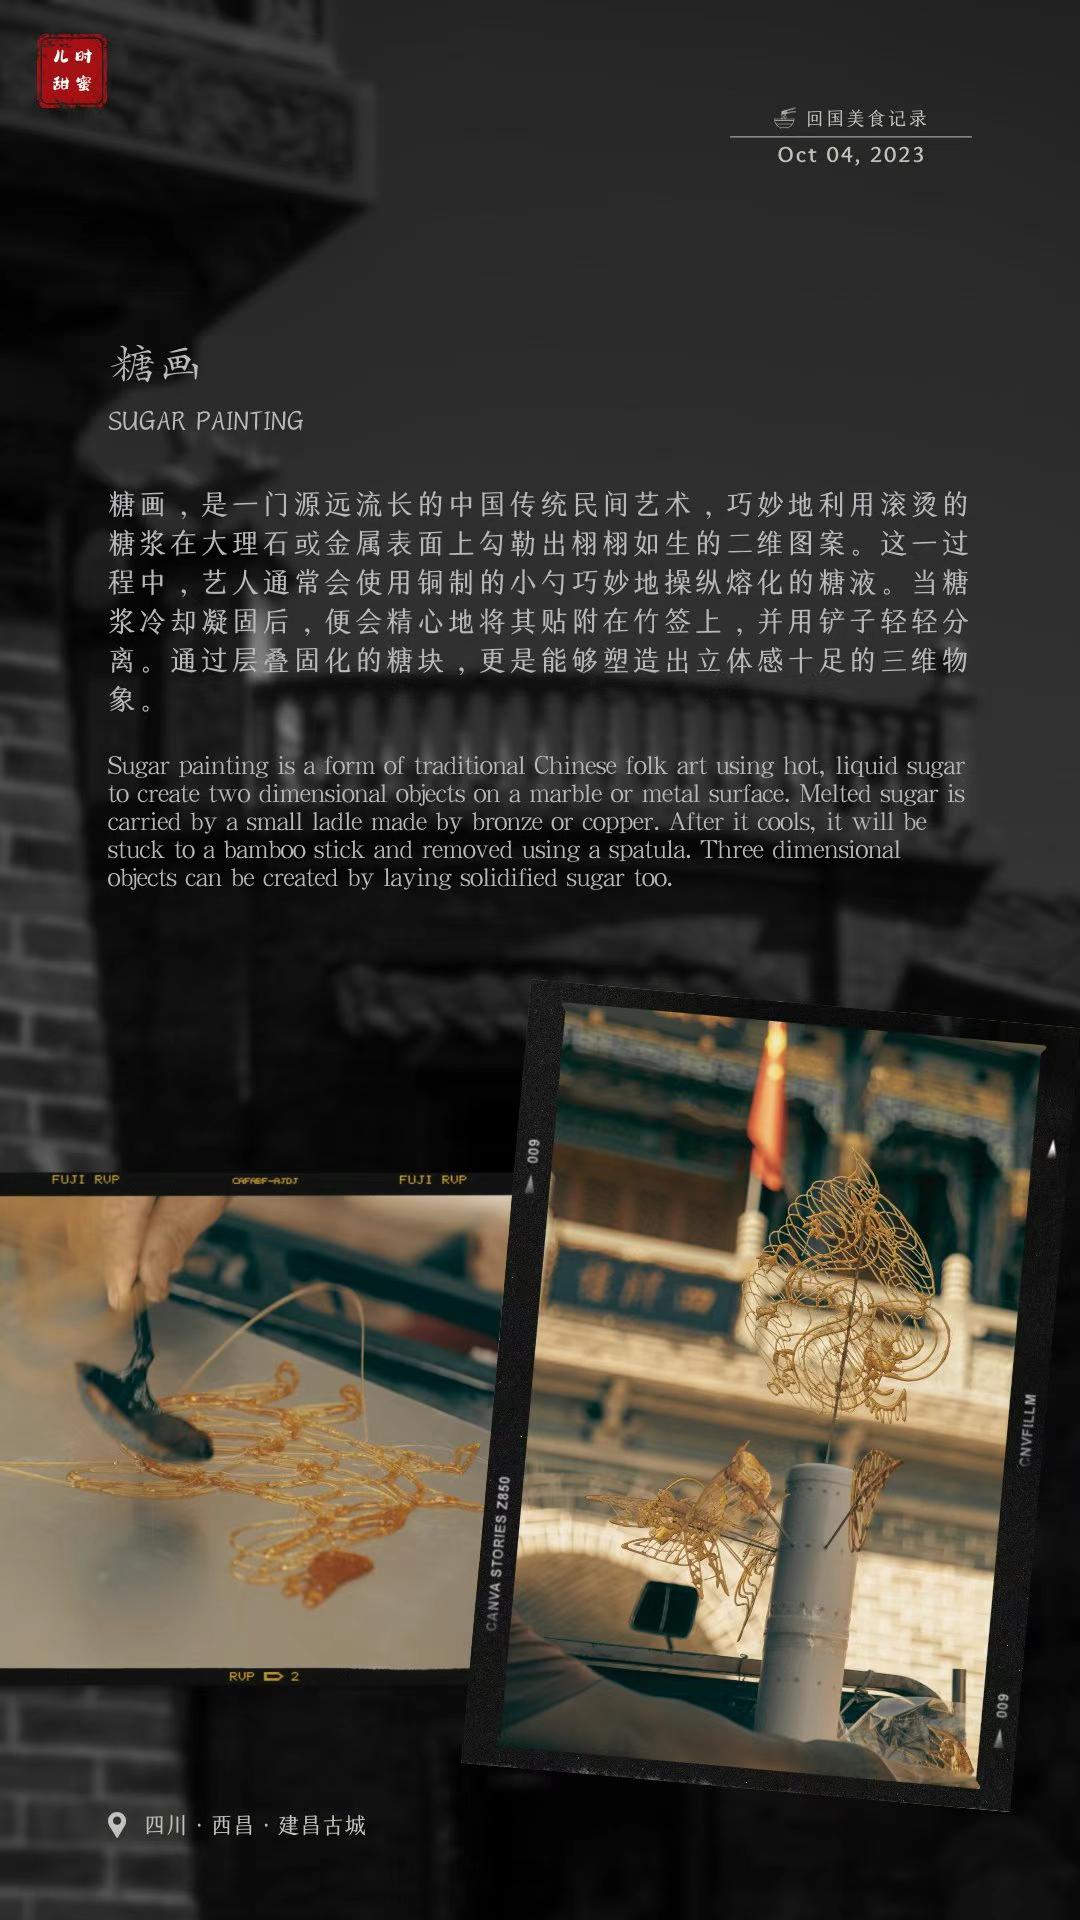 儿时
甜蜜
回国美食记录
Oct 04, 2023
糖画
SUGAR PAINTING
糖画，是一门源远流长的中国传统民间艺术，巧妙地利用滚烫的
糖浆在大理石或金属表面上勾勒出栩栩如生的二维图案。这一过
程中，艺人通常会使用铜制的小勺巧妙地操纵熔化的糖液。当糖
浆冷却凝固后，便会精心地将其贴附在竹签上，并用铲子轻轻分
离。通过层叠固化的糖块，更是能够塑造出立体感十足的三维物
象。
Sugar painting is a form of traditional Chinese folk art using hot, liquid sugar
to create two dimensional objects on a marble or metal surface. Melted sugar is
carried by a small ladle made by bronze or copper. After it cools, it will be
stuck to a bamboo stick and removed using a spatula. Three dimensional
objects can be created by laying solidified sugar too.
009
FUJI RVP
FUJI RVP
CANVA STORIES Z850
CNVFILLM
RVP 2
009
四川·西昌·建昌古城